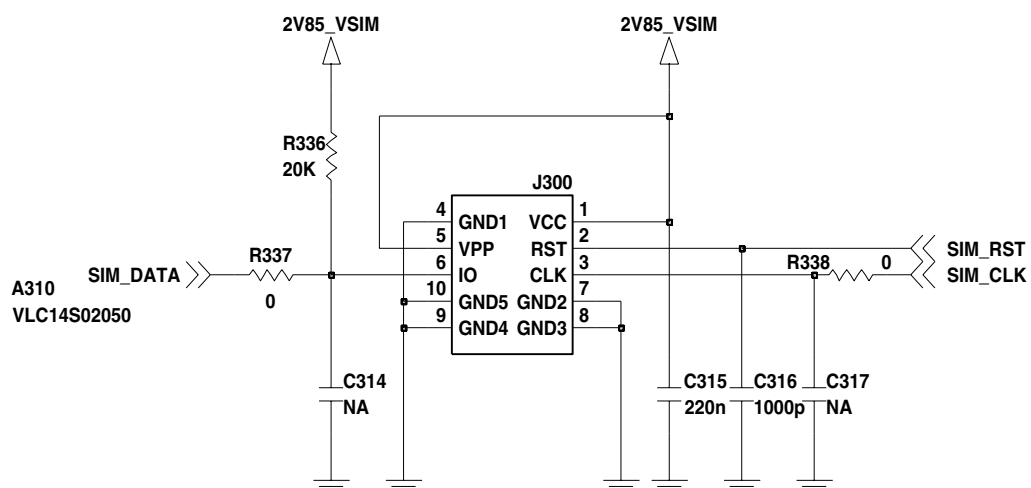 2V85_VSIM
2V85_VSIM
R336
20K
J300
4 GND1 VCC 1
5 VPP RST 2
6 IO CLK 3
10 GND5 GND2 7
9 GND4 GND3 8
SIM_DATA
R337
0
A310
VLC14S02050
R338
0
SIM_RST
SIM_CLK
C314
NA
C315
220n
C316
1000p
C317
NA